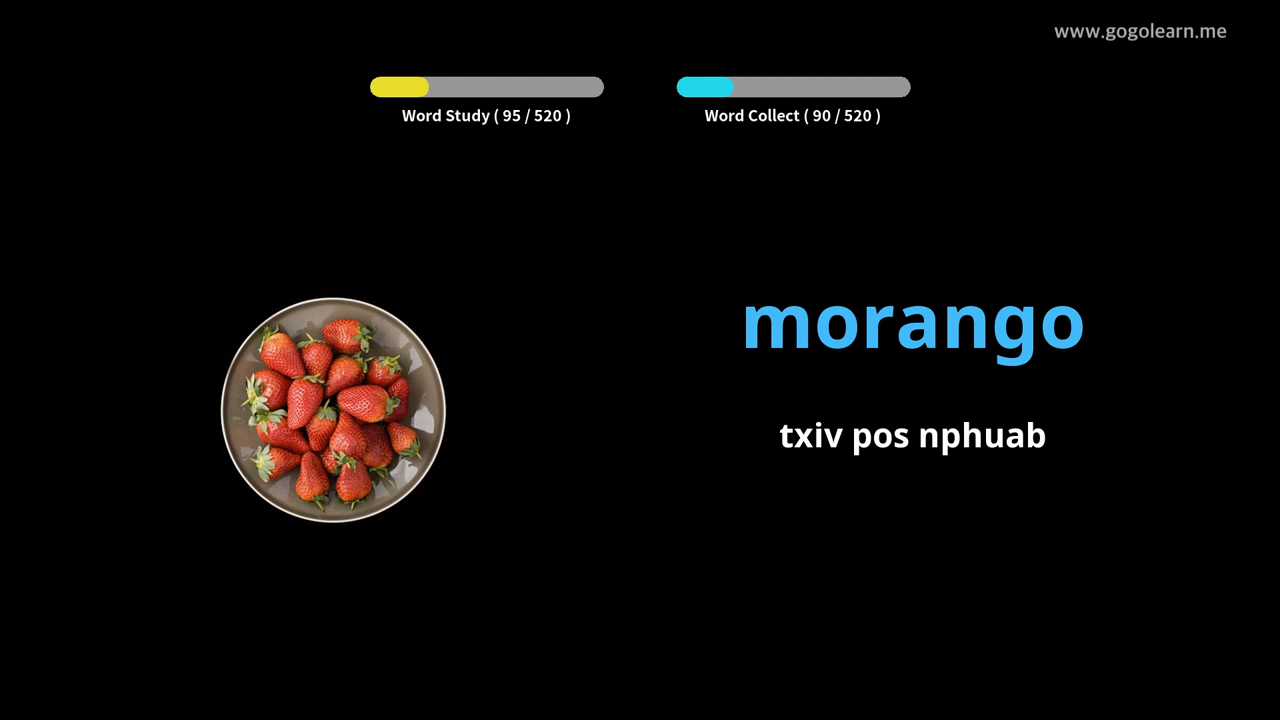 www.gogolearn.me
Word Study ( 95 / 520 )
Word Collect ( 90 / 520 )
morango
txiv pos nphuab